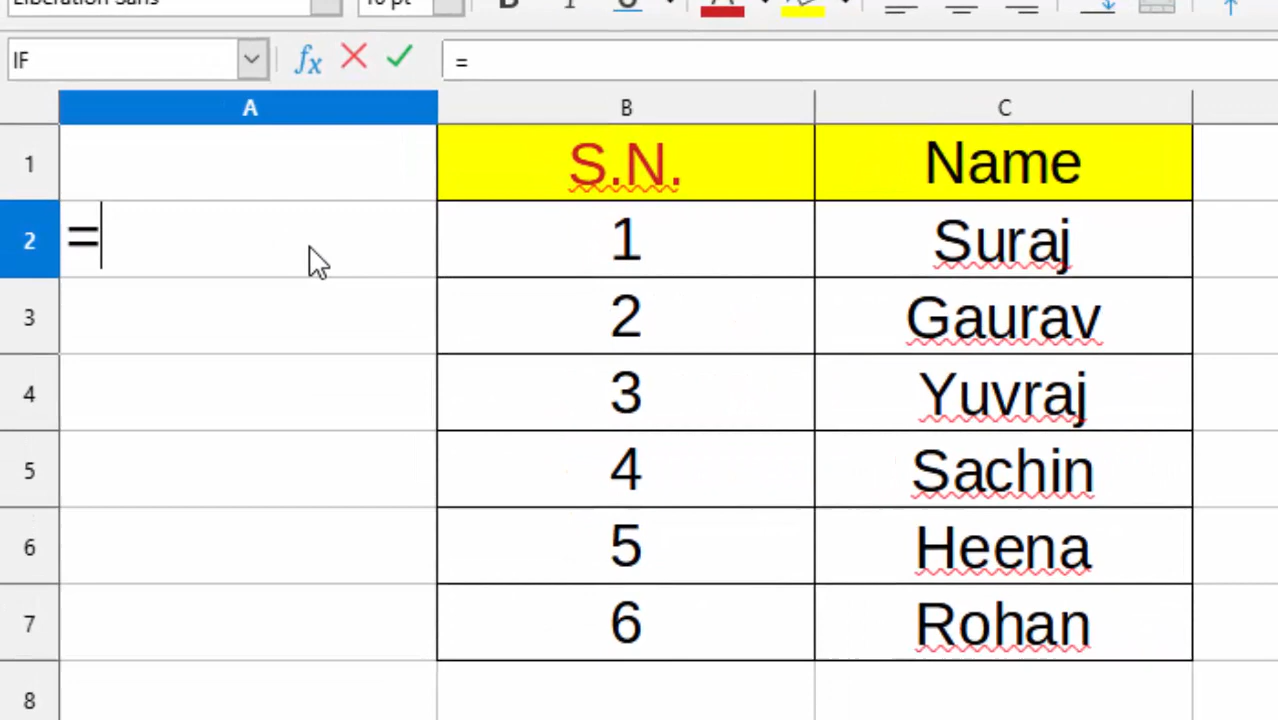 IF fx =
A B C
1 S.N. Name
2 = 1 Suraj
3 2 Gaurav
4 3 Yuvraj
5 4 Sachin
6 5 Heena
7 6 Rohan
8